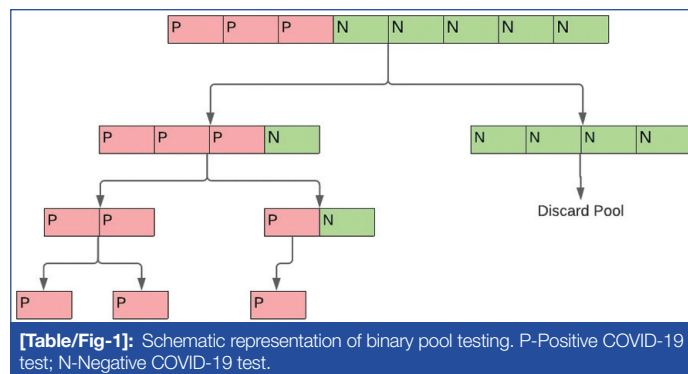 P P P N N N N N
P P P N N N N N
Discard Pool
P P P N
P P P
[Table/Fig-1]: Schematic representation of binary pool testing. P-Positive COVID-19
test; N-Negative COVID-19 test.